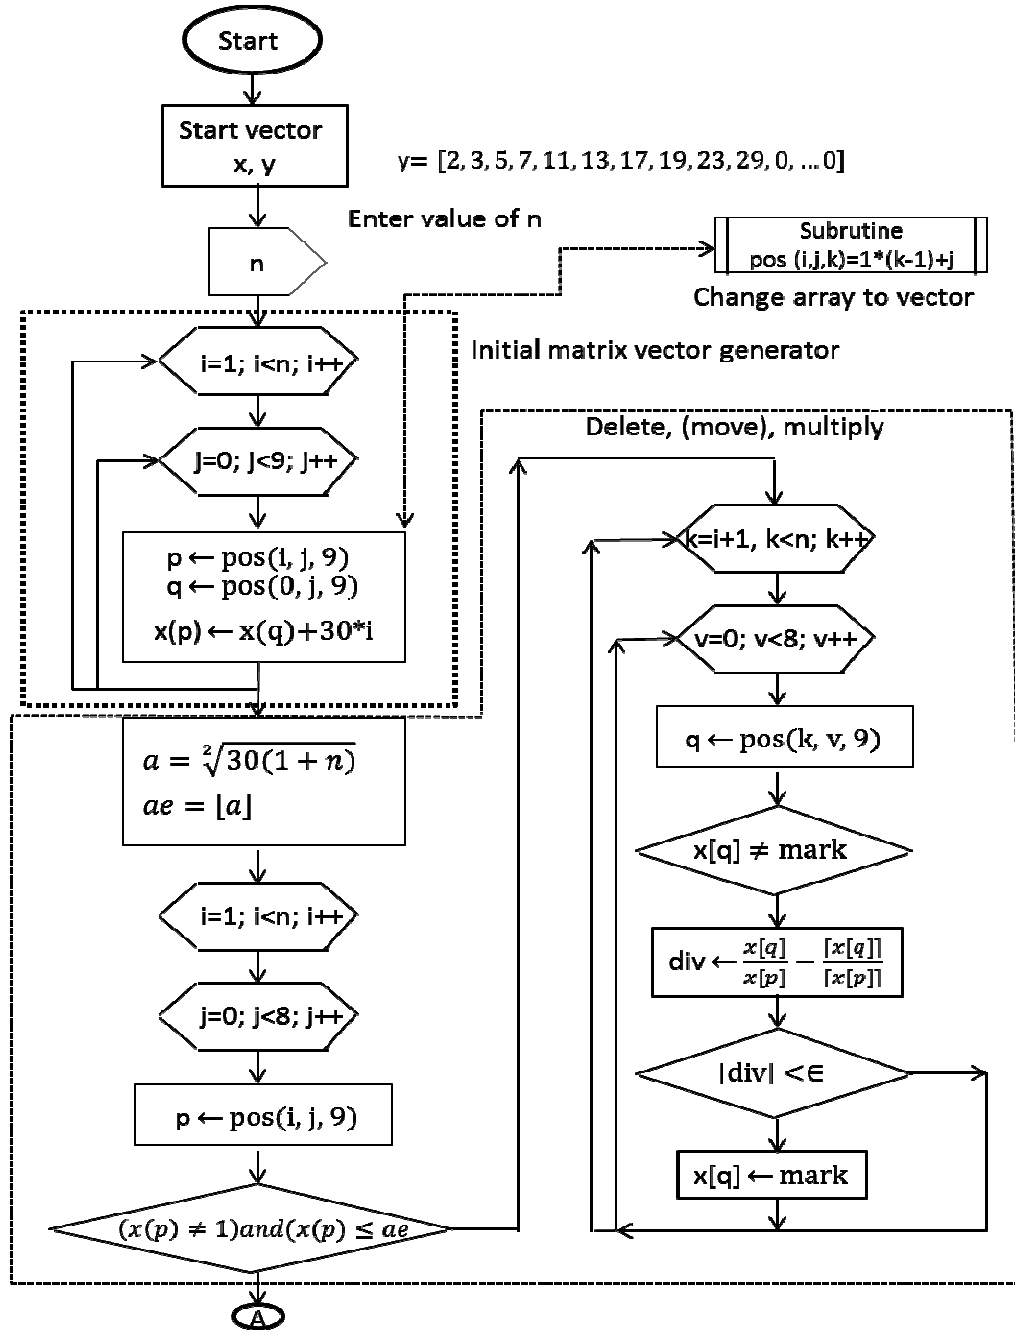 Start
Start vector
x, y
y= [2, 3, 5, 7, 11, 13, 17, 19, 23, 29, 0, ... 0]
Enter value of n
n
Subrutine
pos (i,j,k)=1*(k-1)+j
Change array to vector
Initial matrix vector generator
i=1; i<n; i++
J=0; J<9; J++
p ← pos(i, j, 9)
q ← pos(0, j, 9)
x(p) ← x(q)+30*i
a = \sqrt[2]{30(1 + n)}
ae = ⌊a⌋
i=1; i<n; i++
j=0; j<8; j++
p ← pos(i, j, 9)
(x(p) ≠ 1)and(x(p) ≤ ae
A
Delete, (move), multiply
k=i+1, k<n; k++
v=0; v<8; v++
q ← pos(k, v, 9)
x[q] ≠ mark
div ← x[q]/x[p] − ⌈x[q]⌉/⌈x[p]⌉
|div| <∈
x[q] ← mark